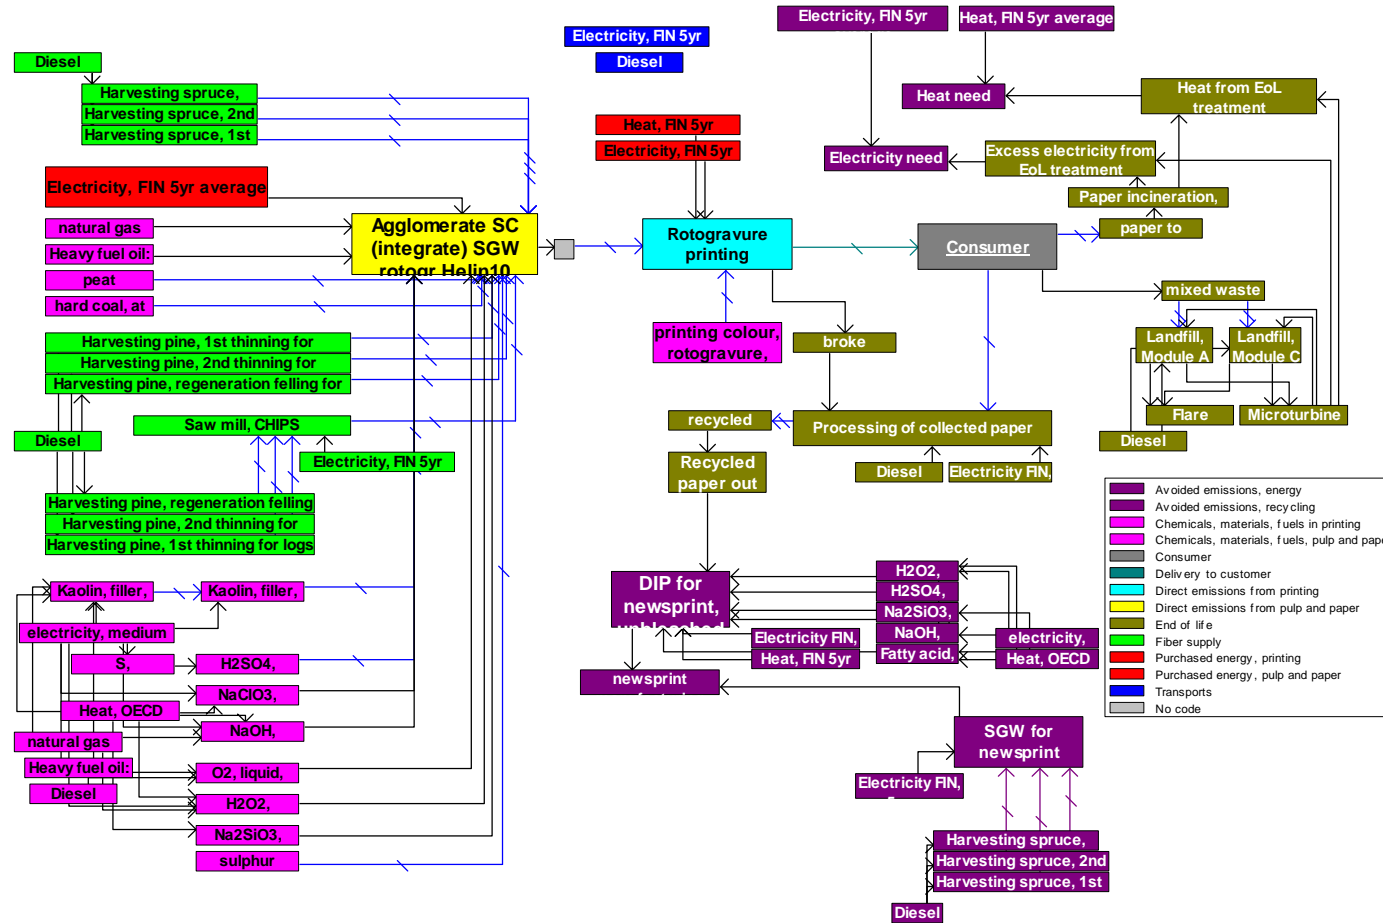 Electricity, FIN 5yr
Heat, FIN 5yr average
Electricity, FIN 5yr
Diesel
Diesel
Harvesting spruce,
Harvesting spruce, 2nd
Harvesting spruce, 1st
Heat need
Heat from EoL
treatment
Heat, FIN 5yr
Electricity, FIN 5yr
Electricity need
Excess electricity from
EoL treatment
Electricity, FIN 5yr average
Paper incineration,
paper to
natural gas
Heavy fuel oil:
peat
hard coal, at
Agglomerate SC
(integrate) SGW
rotogr Helin10
Rotogravure
printing
Consumer
mixed waste
printing colour,
rotogravure,
broke
Landfill,
Module A
Landfill,
Module C
Harvesting pine, 1st thinning for
Harvesting pine, 2nd thinning for
Harvesting pine, regeneration felling for
Flare
Microturbine
Diesel
Saw mill, CHIPS
Diesel
Electricity, FIN 5yr
recycled
Processing of collected paper
Recycled
paper out
Diesel
Electricity FIN,
Harvesting pine, regeneration felling
Harvesting pine, 2nd thinning for
Harvesting pine, 1st thinning for logs
Avoided emissions, energy
Avoided emissions, recycling
Chemicals, materials, fuels in printing
Chemicals, materials, fuels, pulp and pape
Consumer
Delivery to customer
Direct emissions from printing
Direct emissions from pulp and paper
End of life
Fiber supply
Purchased energy, printing
Purchased energy, pulp and paper
Transports
No code
Kaolin, filler,
Kaolin, filler,
electricity, medium
S,
H2SO4,
NaClO3,
Heat, OECD
NaOH,
natural gas
Heavy fuel oil:
O2, liquid,
Diesel
H2O2,
Na2SiO3,
sulphur
DIP for
newsprint,
unbleached
H2O2,
H2SO4,
Na2SiO3,
NaOH,
Fatty acid,
Electricity FIN,
Heat, FIN 5yr
electricity,
Heat, OECD
newsprint
SGW for
newsprint
Electricity FIN,
Harvesting spruce,
Harvesting spruce, 2nd
Harvesting spruce, 1st
Diesel